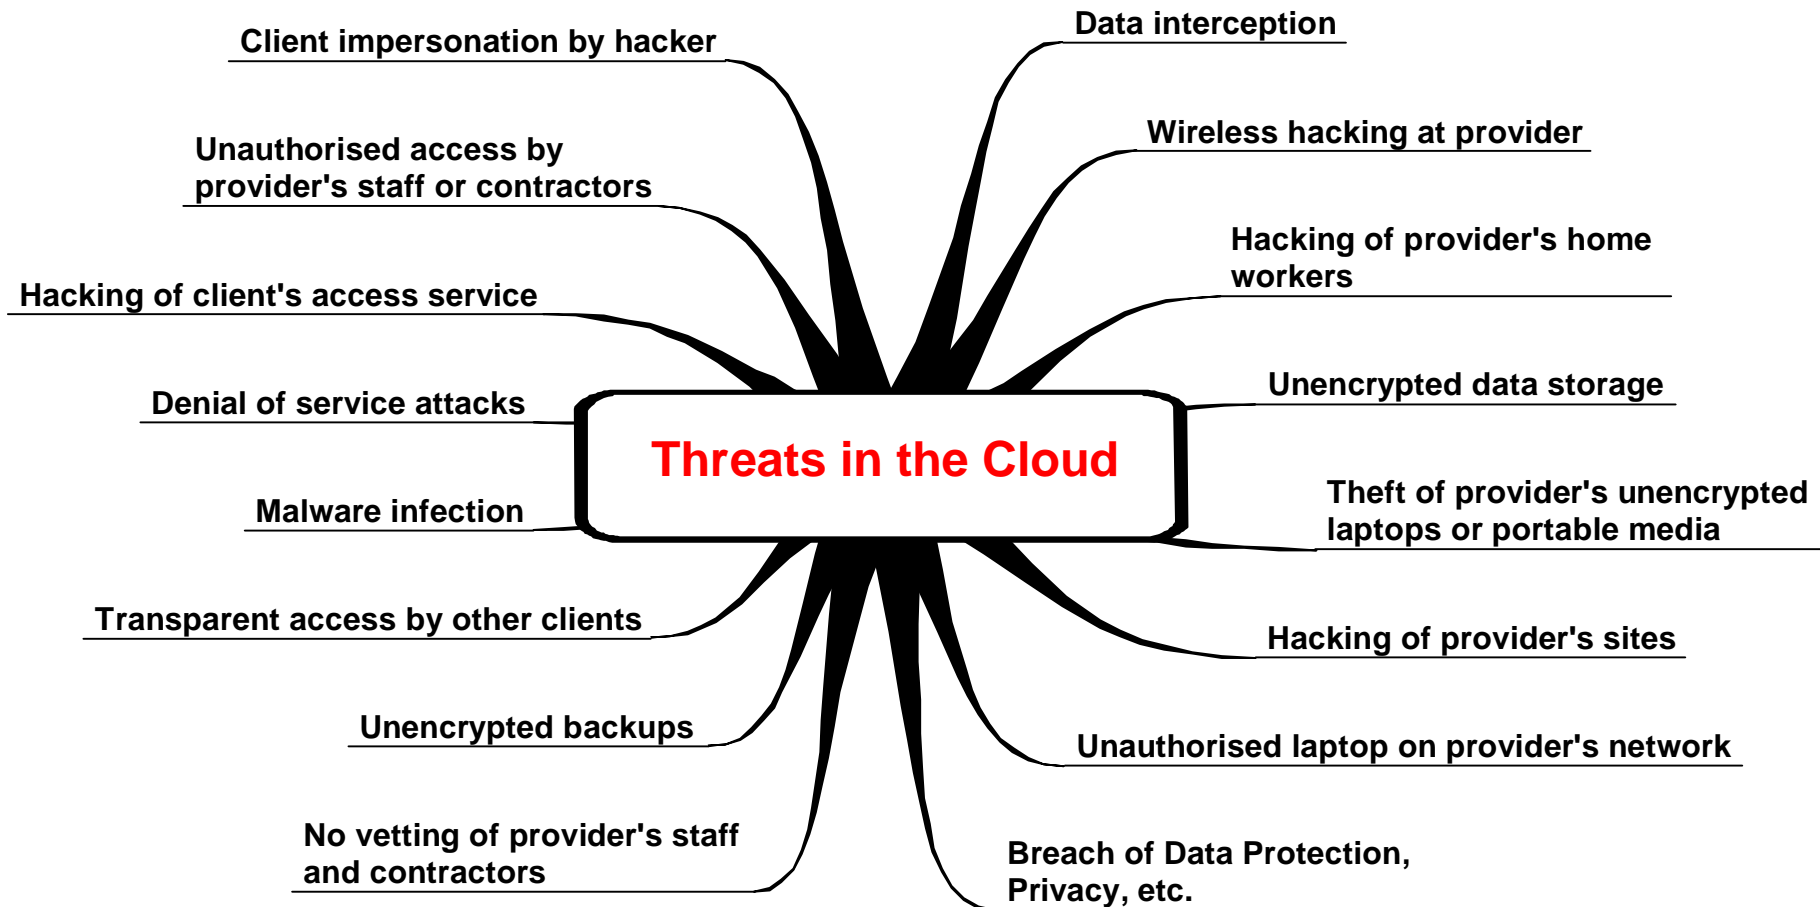 Client impersonation by hacker
Unauthorised access by
provider's staff or contractors
Hacking of client's access service
Denial of service attacks
Malware infection
Transparent access by other clients
Unencrypted backups
No vetting of provider's staff
and contractors
Threats in the Cloud
Data interception
Wireless hacking at provider
Hacking of provider's home
workers
Unencrypted data storage
Theft of provider's unencrypted
laptops or portable media
Hacking of provider's sites
Unauthorised laptop on provider's network
Breach of Data Protection,
Privacy, etc.